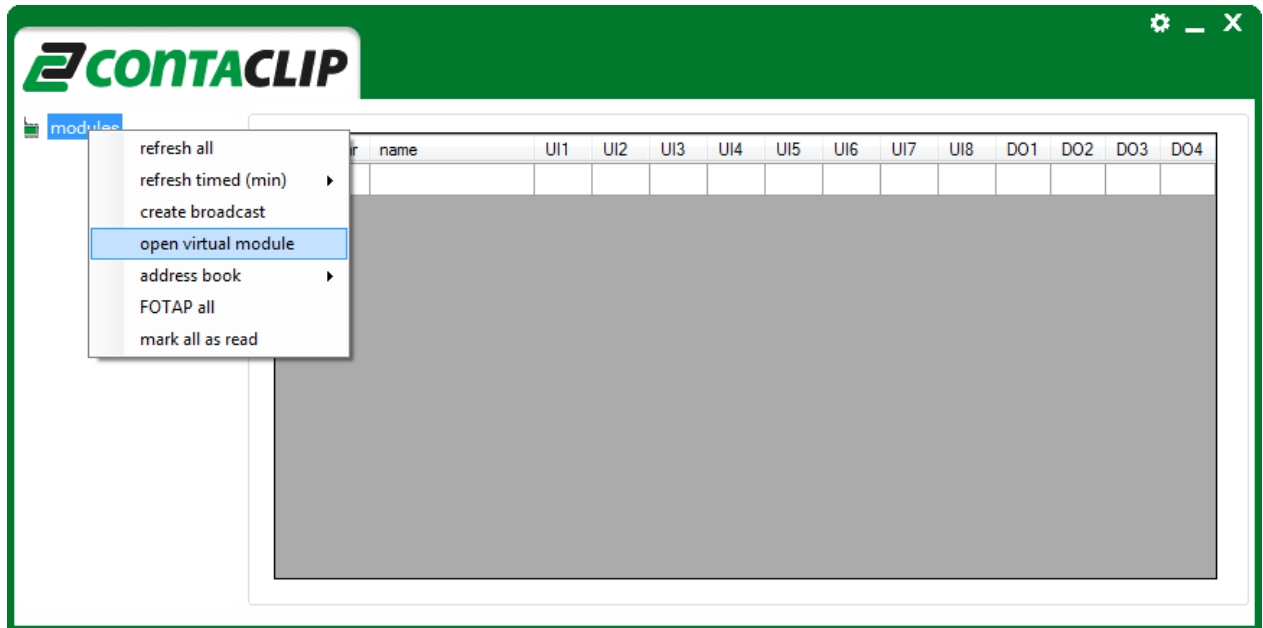 CONTACLIP
modules
name UI1 UI2 UI3 UI4 UI5 UI6 UI7 UI8 DO1 DO2 DO3 DO4
refresh all
refresh timed (min)
create broadcast
open virtual module
address book
FOTAP all
mark all as read